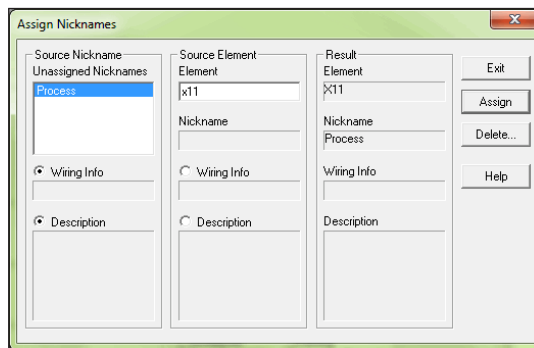 Assign Nicknames
Source Nickname
Unassigned Nicknames
Process
Wiring Info
Description
Source Element
Element
x11
Nickname
Wiring Info
Description
Result
Element
X11
Nickname
Process
Wiring Info
Description
Exit
Assign
Delete...
Help